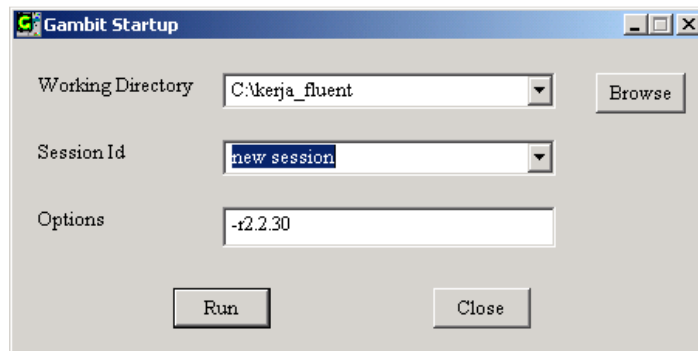 Gambit Startup
Working Directory C:\kerja_fluent Browse
Session Id new session
Options -r2.2.30
Run Close